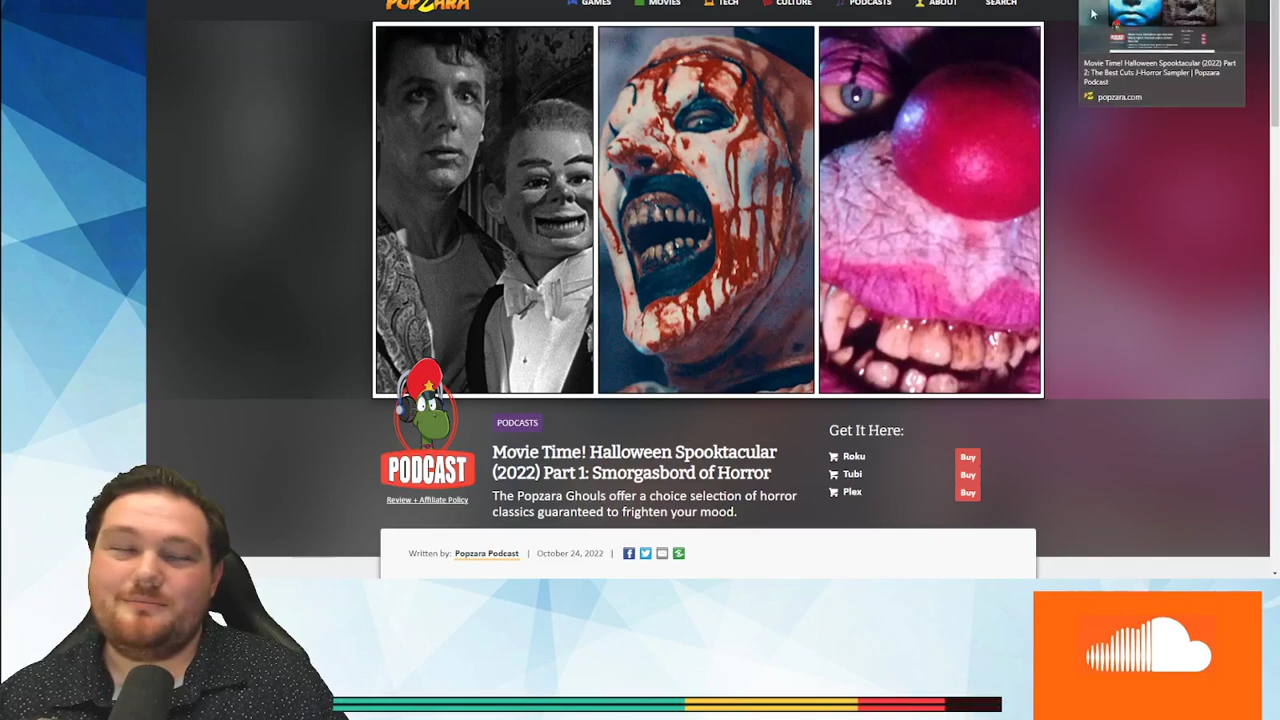 POPZARA
GAMES MOVIES TECH CULTURE PODCASTS ABOUT SEARCH
Movie Time! Halloween Spooktacular (2022) Part
2: The Best Cuts J-Horror Sampler | Popzara
Podcast
popzara.com
PODCAST
Review + Affiliate Policy
PODCASTS
Movie Time! Halloween Spooktacular
(2022) Part 1: Smorgasbord of Horror
The Popzara Ghouls offer a choice selection of horror
classics guaranteed to frighten your mood.
Get It Here:
Roku Buy
Tubi Buy
Plex Buy
Written by: Popzara Podcast | October 24, 2022 |